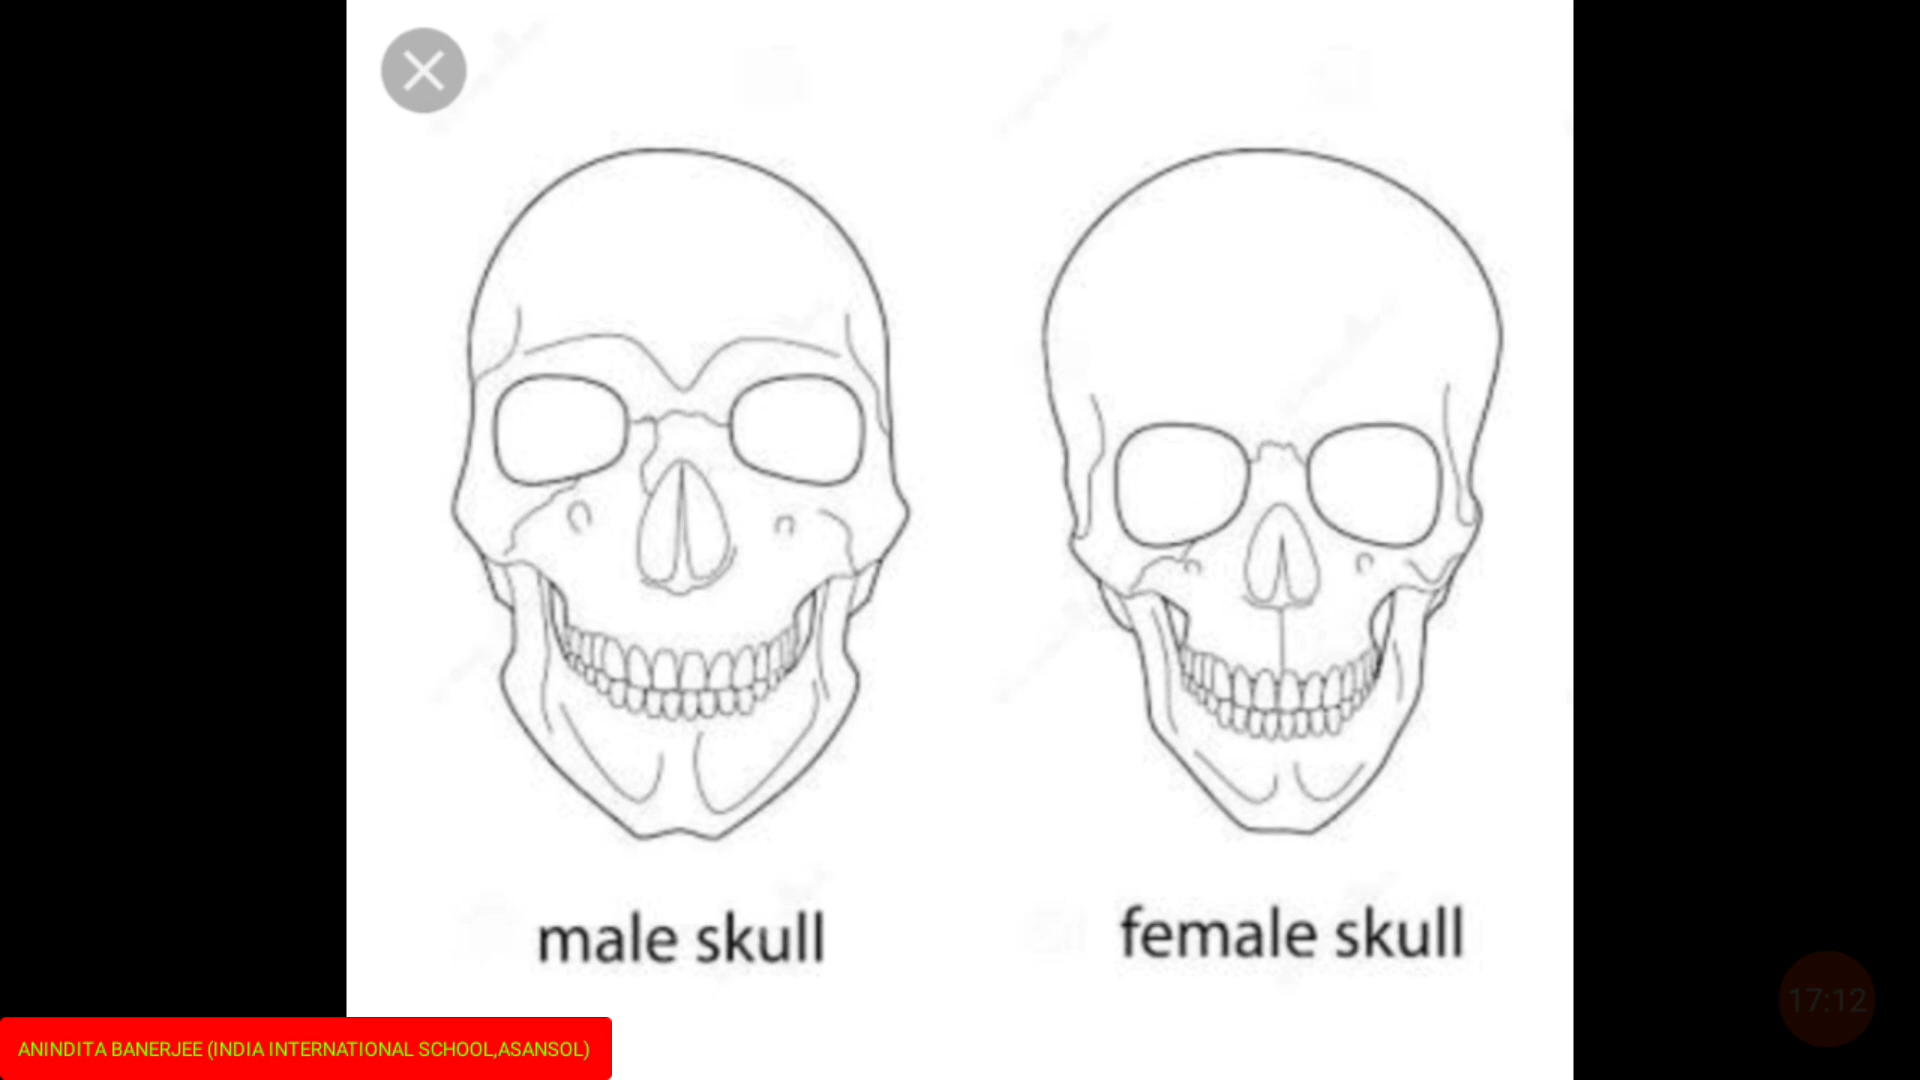 male skull
female skull
17:12
ANINDITA BANERJEE (INDIA INTERNATIONAL SCHOOL,ASANSOL)